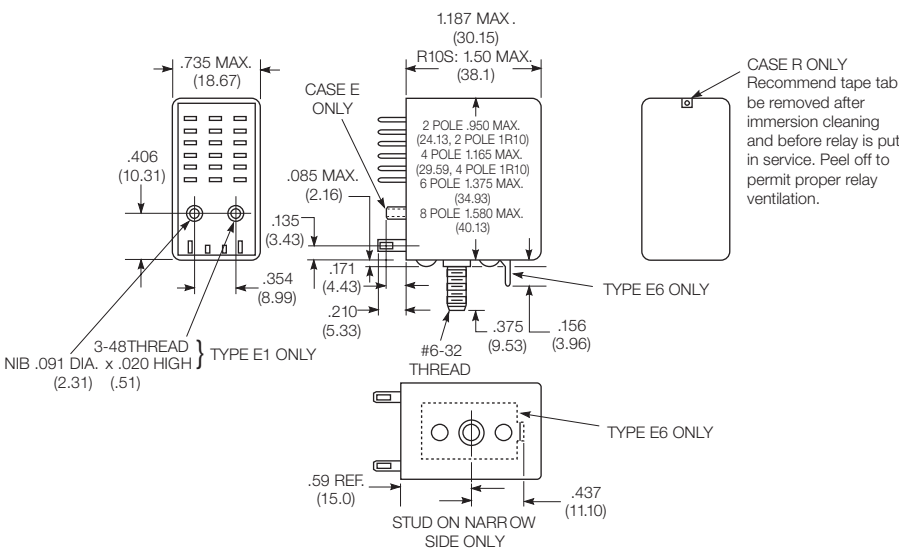 1.187 MAX.
(30.15)
R10S: 1.50 MAX.
(38.1)
.735 MAX.
(18.67)
CASE E
ONLY
2 POLE .950 MAX.
(24.13, 2 POLE 1R10)
4 POLE 1.165 MAX.
(29.59, 4 POLE 1R10)
6 POLE 1.375 MAX.
(34.93)
8 POLE 1.580 MAX.
(40.13)
CASE R ONLY
Recommend tape tab
be removed after
immersion cleaning
and before relay is put
in service. Peel off to
permit proper relay
ventilation.
.406
(10.31)
.085 MAX.
(2.16)
.135
(3.43)
.354
(8.99)
.171
(4.43)
.210
(5.33)
TYPE E6 ONLY
.375
(9.53)
.156
(3.96)
#6-32
THREAD
3-48THREAD
NIB .091 DIA. x .020 HIGH
(2.31) (.51)
} TYPE E1 ONLY
TYPE E6 ONLY
.59 REF.
(15.0)
.437
(11.10)
STUD ON NARROW
SIDE ONLY